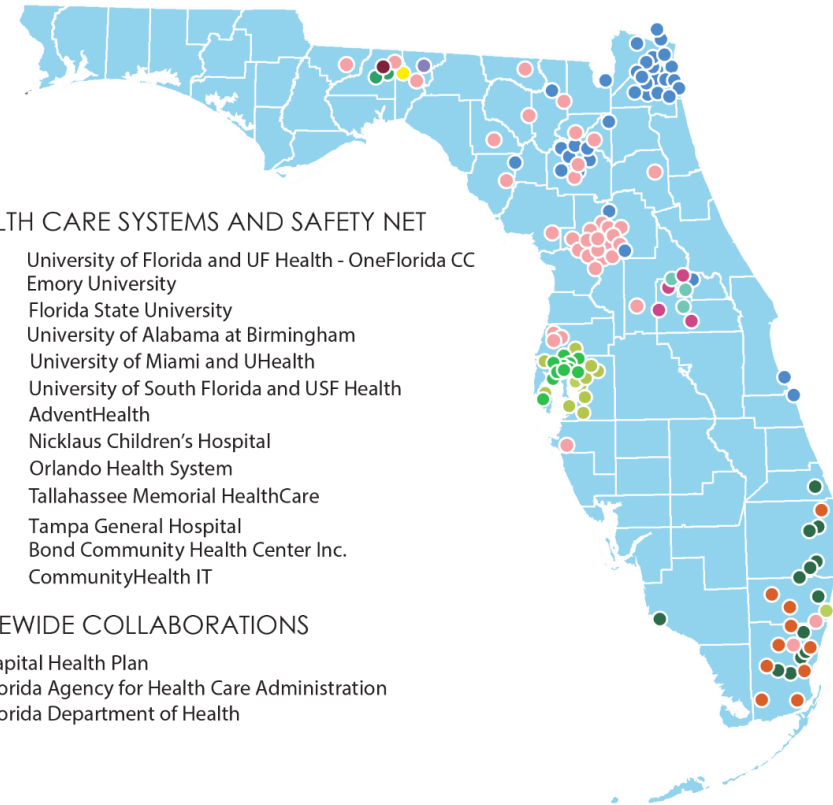 LTH CARE SYSTEMS AND SAFETY NET
University of Florida and UF Health - OneFlorida CC
Emory University
Florida State University
University of Alabama at Birmingham
University of Miami and UHealth
University of South Florida and USF Health
AdventHealth
Nicklaus Children's Hospital
Orlando Health System
Tallahassee Memorial HealthCare
Tampa General Hospital
Bond Community Health Center Inc.
CommunityHealth IT
EWIDE COLLABORATIONS
apital Health Plan
orida Agency for Health Care Administration
orida Department of Health